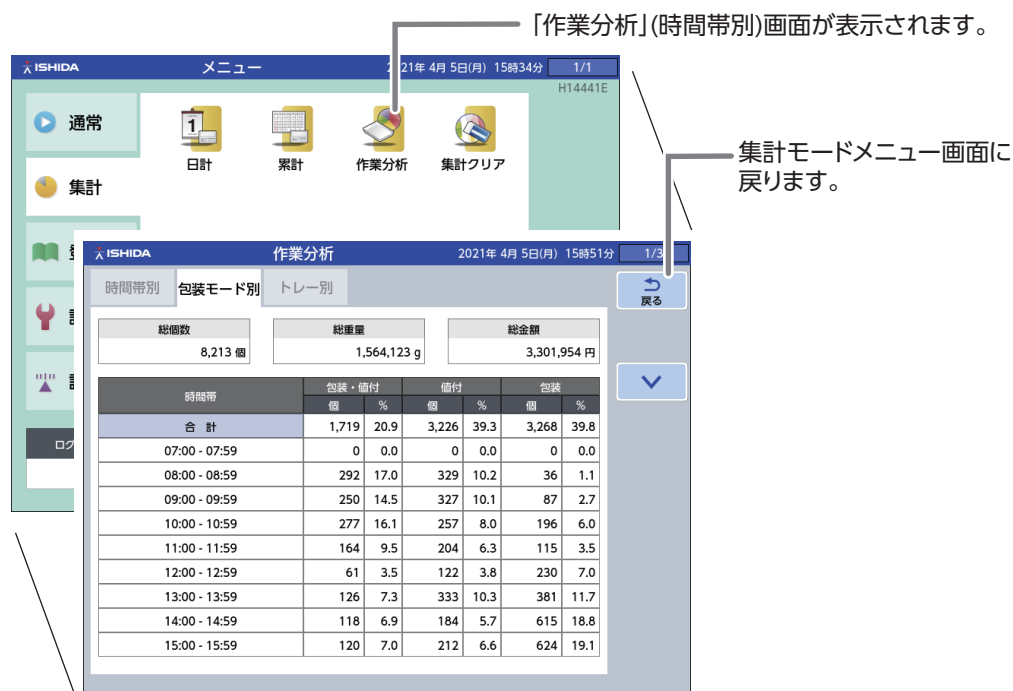 「作業分析」(時間帯別)画面が表示されます。
ISHIDA メニュー 2021年 4月 5日(月) 15時34分 1/1
H14441E
通常
日計 累計 作業分析 集計クリア
集計
集計モードメニュー画面に
戻ります。
ISHIDA 作業分析 2021年 4月 5日(月) 15時51分 1/3
時間帯別 包装モード別 トレー別
戻る
総個数 総重量 総金額
8,213 個 1,564,123 g 3,301,954 円
時間帯 包装・値付 値付 包装
個 % 個 % 個 %
合 計 1,719 20.9 3,226 39.3 3,268 39.8
07:00 - 07:59 0 0.0 0 0.0 0 0.0
08:00 - 08:59 292 17.0 329 10.2 36 1.1
09:00 - 09:59 250 14.5 327 10.1 87 2.7
10:00 - 10:59 277 16.1 257 8.0 196 6.0
11:00 - 11:59 164 9.5 204 6.3 115 3.5
12:00 - 12:59 61 3.5 122 3.8 230 7.0
13:00 - 13:59 126 7.3 333 10.3 381 11.7
14:00 - 14:59 118 6.9 184 5.7 615 18.8
15:00 - 15:59 120 7.0 212 6.6 624 19.1
ログ